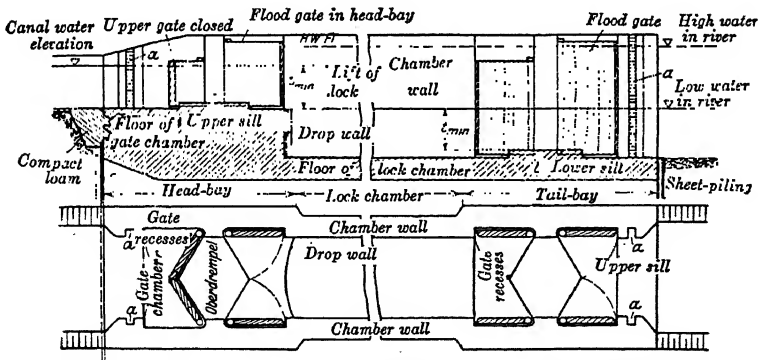 Canal water
elevation
Upper gate closed
Flood gate in head-bay
Flood gate
High water
in river
a
H W Fl
Lift of
lock
Chamber
wall
a
Low water
in river
Floor of
gate chamber
Upper sill
Drop wall
t min
Compact
loam
Floor of
lock chamber
Lower sill
Sheet-piling
Head-bay
Lock chamber
Tail-bay
Gate
recesses
Chamber wall
a
Gate
chamber
Oberdrempel
Drop wall
Gate
recesses
a
Upper sill
a
a
Chamber wall